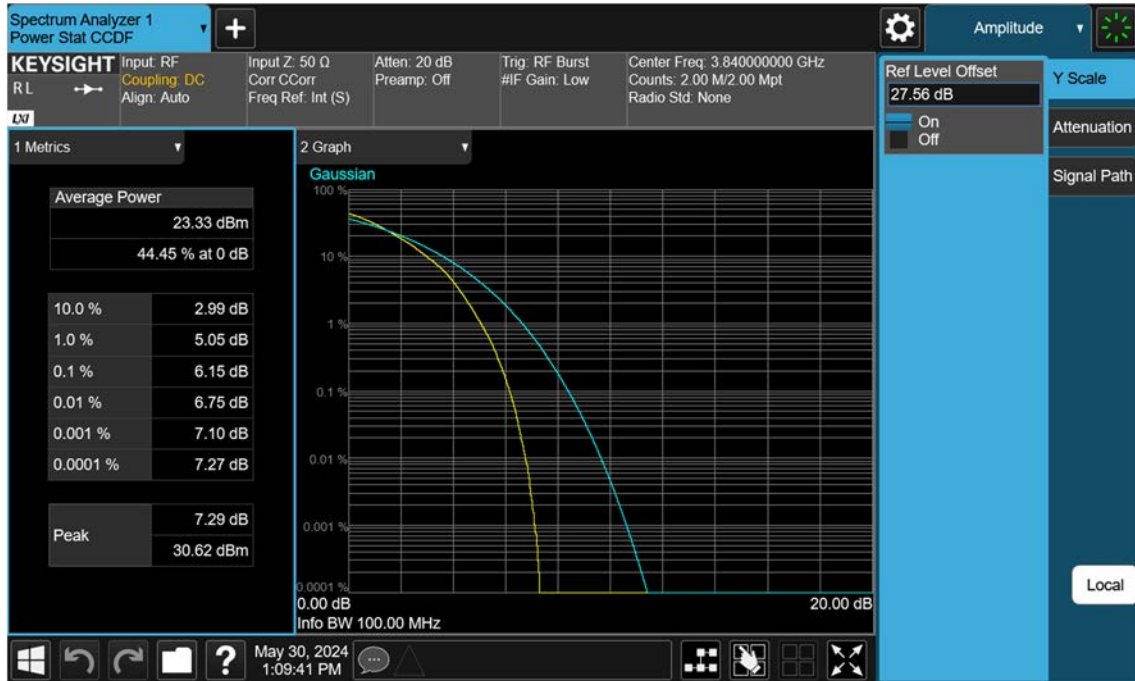 Spectrum Analyzer 1
Power Stat CCDF
+
Amplitude
KEYSIGHT
R L
LXI
Input: RF
Coupling: DC
Align: Auto
Input Z: 50 Ω
Corr CCorr
Freq Ref: Int (S)
Atten: 20 dB
Preamp: Off
Trig: RF Burst
#IF Gain: Low
Center Freq: 3.840000000 GHz
Counts: 2.00 M/2.00 Mpt
Radio Std: None
Ref Level Offset
27.56 dB
On
Off
Y Scale
Attenuation
Signal Path
1 Metrics
Average Power
23.33 dBm
44.45 % at 0 dB
10.0 % 2.99 dB
1.0 % 5.05 dB
0.1 % 6.15 dB
0.01 % 6.75 dB
0.001 % 7.10 dB
0.0001 % 7.27 dB
Peak
7.29 dB
30.62 dBm
2 Graph
Gaussian
100 %
10 %
1 %
0.1 %
0.01 %
0.001 %
0.0001 %
0.00 dB 20.00 dB
Info BW 100.00 MHz
Local
?
May 30, 2024
1:09:41 PM